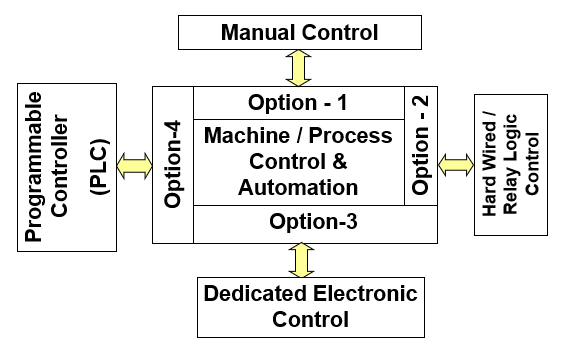 Manual Control
Option - 1
Machine / Process
Control &
Automation
Option - 2
Option-3
Option-4
Programmable
Controller
(PLC)
Hard Wired /
Relay Logic
Control
Dedicated Electronic
Control